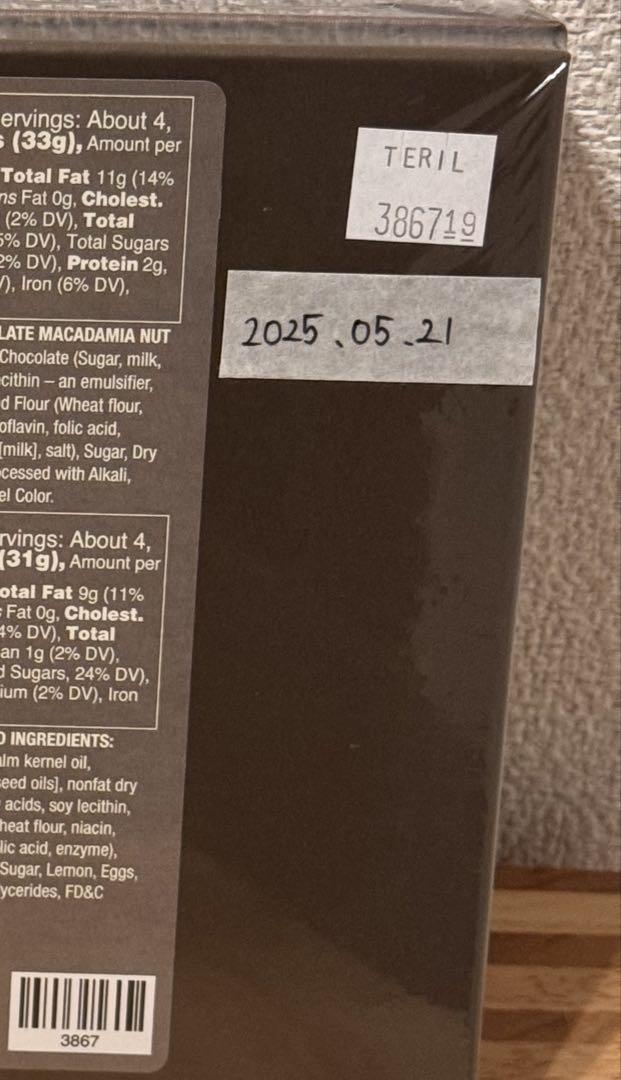 ervings: About 4,
s (33g), Amount per
Total Fat 11g (14%
ns Fat 0g, Cholest.
(2% DV), Total
5% DV), Total Sugars
2% DV), Protein 2g,
/), Iron (6% DV),
LATE MACADAMIA NUT
Chocolate (Sugar, milk,
cithin – an emulsifier,
d Flour (Wheat flour,
oflavin, folic acid,
[milk], salt), Sugar, Dry
cessed with Alkali,
el Color.
rvings: About 4,
(31g), Amount per
otal Fat 9g (11%
Fat 0g, Cholest.
4% DV), Total
an 1g (2% DV),
d Sugars, 24% DV),
ium (2% DV), Iron
D INGREDIENTS:
alm kernel oil,
eed oils], nonfat dry
acids, soy lecithin,
heat flour, niacin,
lic acid, enzyme),
Sugar, Lemon, Eggs,
ycerides, FD&C
3867
TERIL
386719
2025.05.21